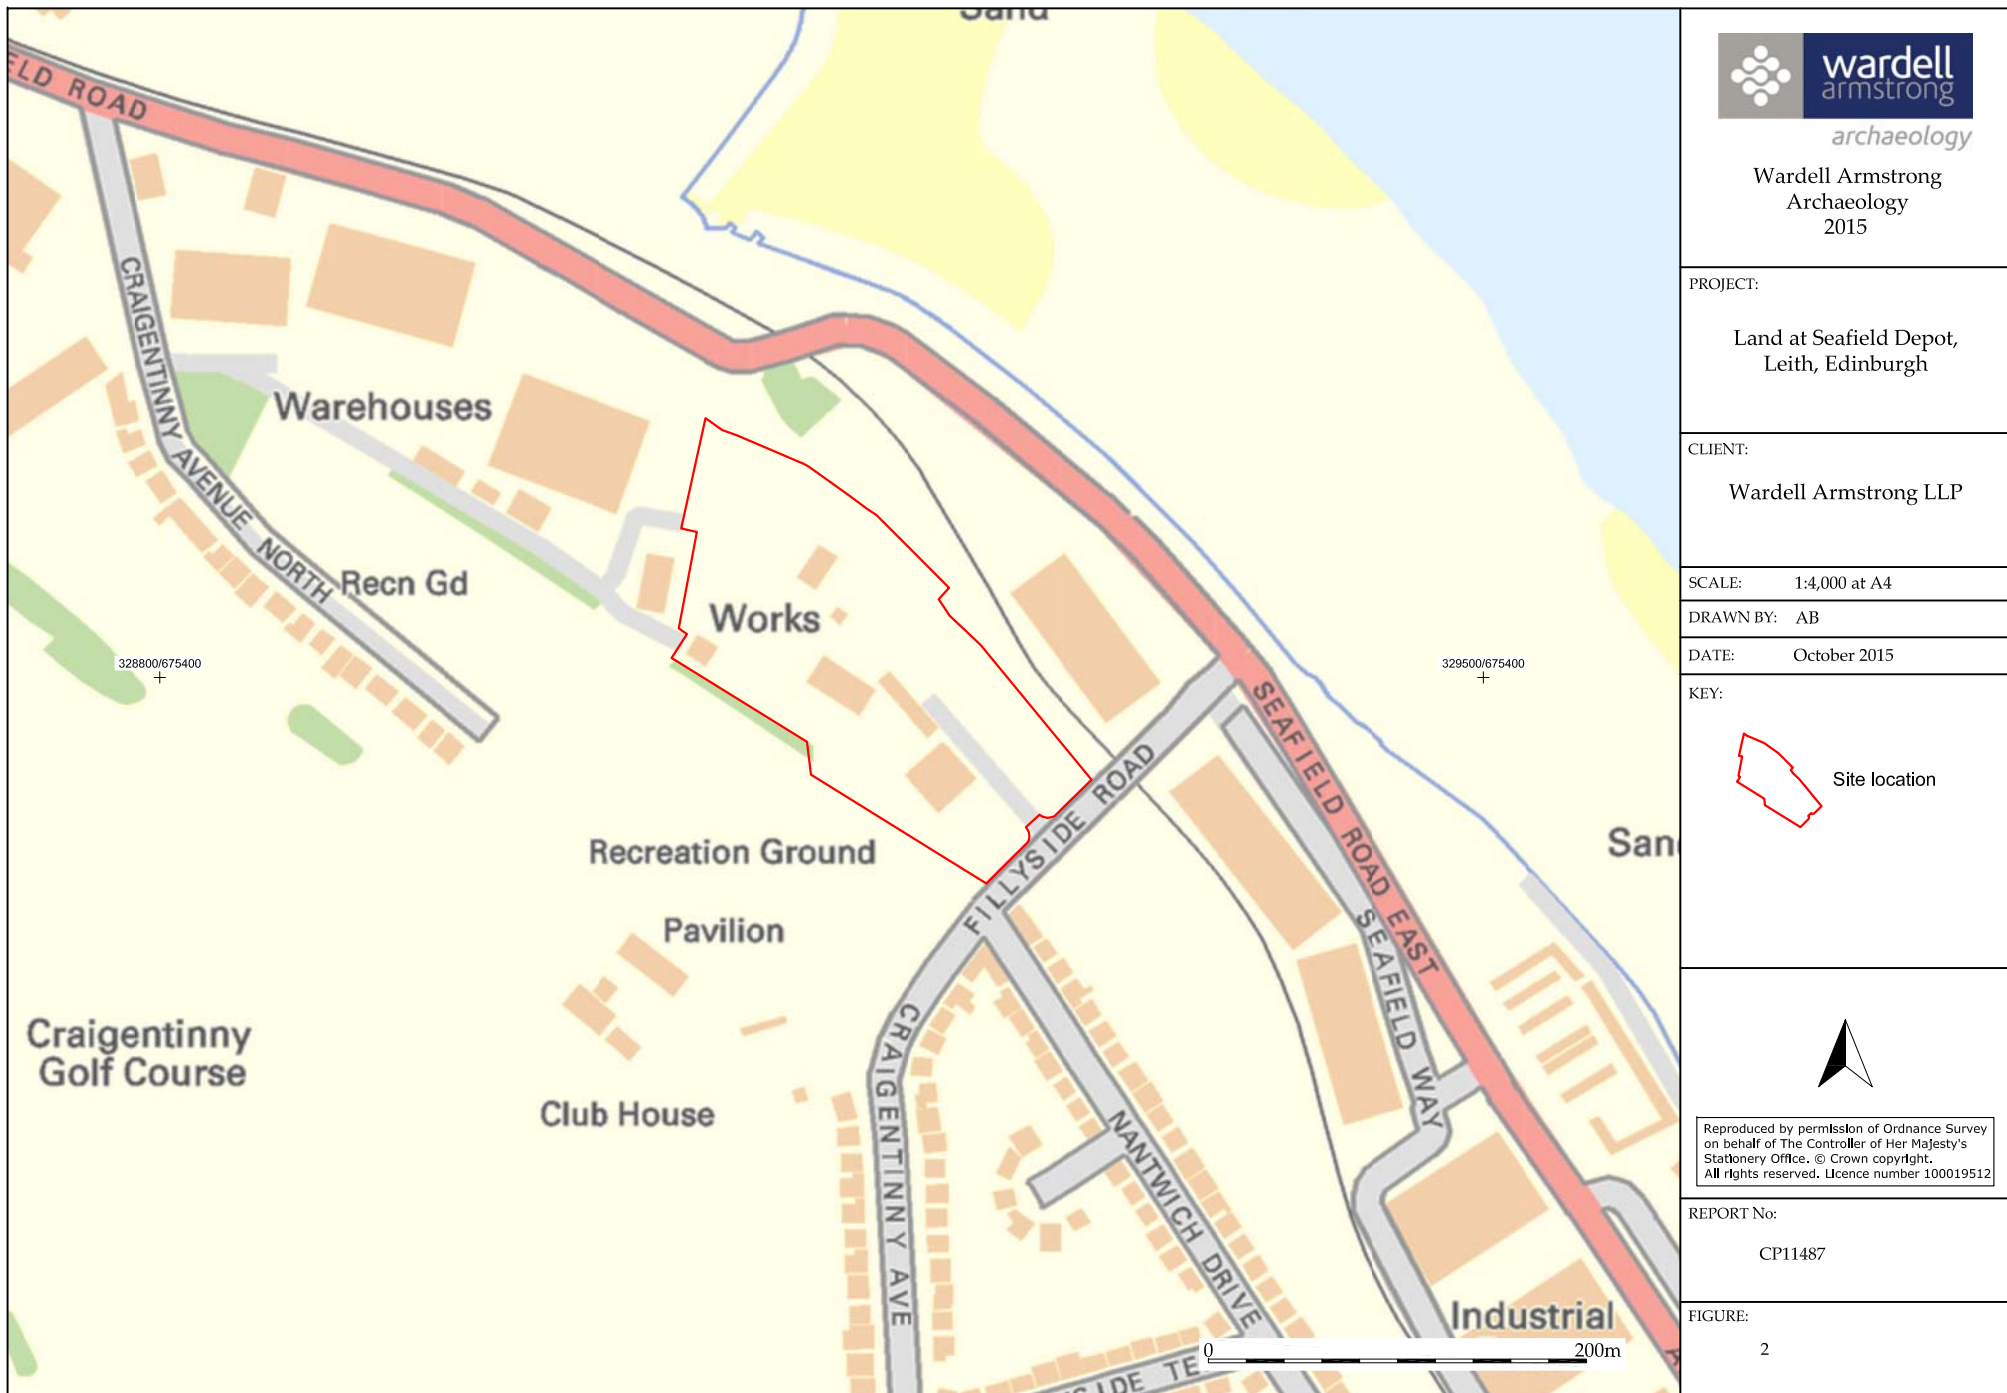 Sand
ELD ROAD
CRAIGENTINNY AVENUE NORTH
Warehouses
Recn Gd
Works
328800/675400
329500/675400
SEAFIELD ROAD EAST
FILLYSIDE ROAD
SEAFIELD WAY
Recreation Ground
Pavilion
San
Craigentinny
Golf Course
Club House
CRAIGENTINNY AVE
NANTWICH DRIVE
Industrial
SIDE TE
A
0
200m
wardell
armstrong
archaeology
Wardell Armstrong
Archaeology
2015
PROJECT:
Land at Seafield Depot,
Leith, Edinburgh
CLIENT:
Wardell Armstrong LLP
SCALE: 1:4,000 at A4
DRAWN BY: AB
DATE: October 2015
KEY:
Site location
Reproduced by permission of Ordnance Survey
on behalf of The Controller of Her Majesty's
Stationery Office. © Crown copyright.
All rights reserved. Licence number 100019512
REPORT No:
CP11487
FIGURE:
2